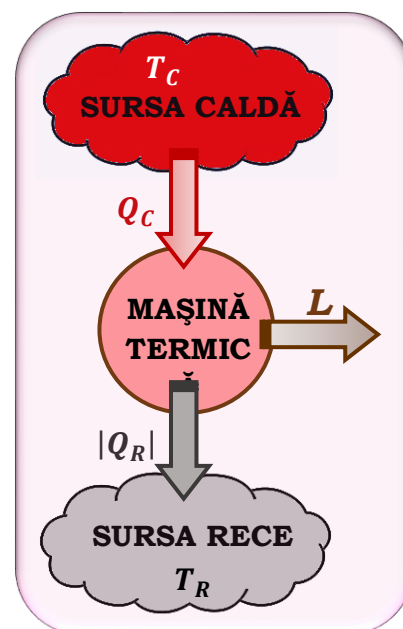 T_C
SURSA CALDĂ
Q_C
MAŞINĂ
TERMIC
Ă
L
|Q_R|
SURSA RECE
T_R